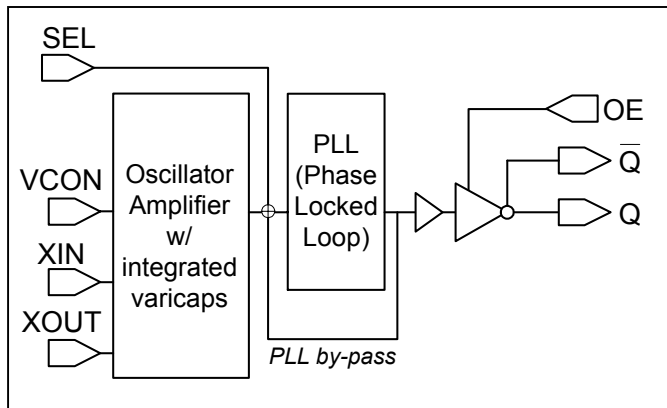 SEL
VCON
XIN
XOUT
Oscillator
Amplifier
w/
integrated
varicaps
PLL
(Phase
Locked
Loop)
PLL by-pass
OE
Q̅
Q